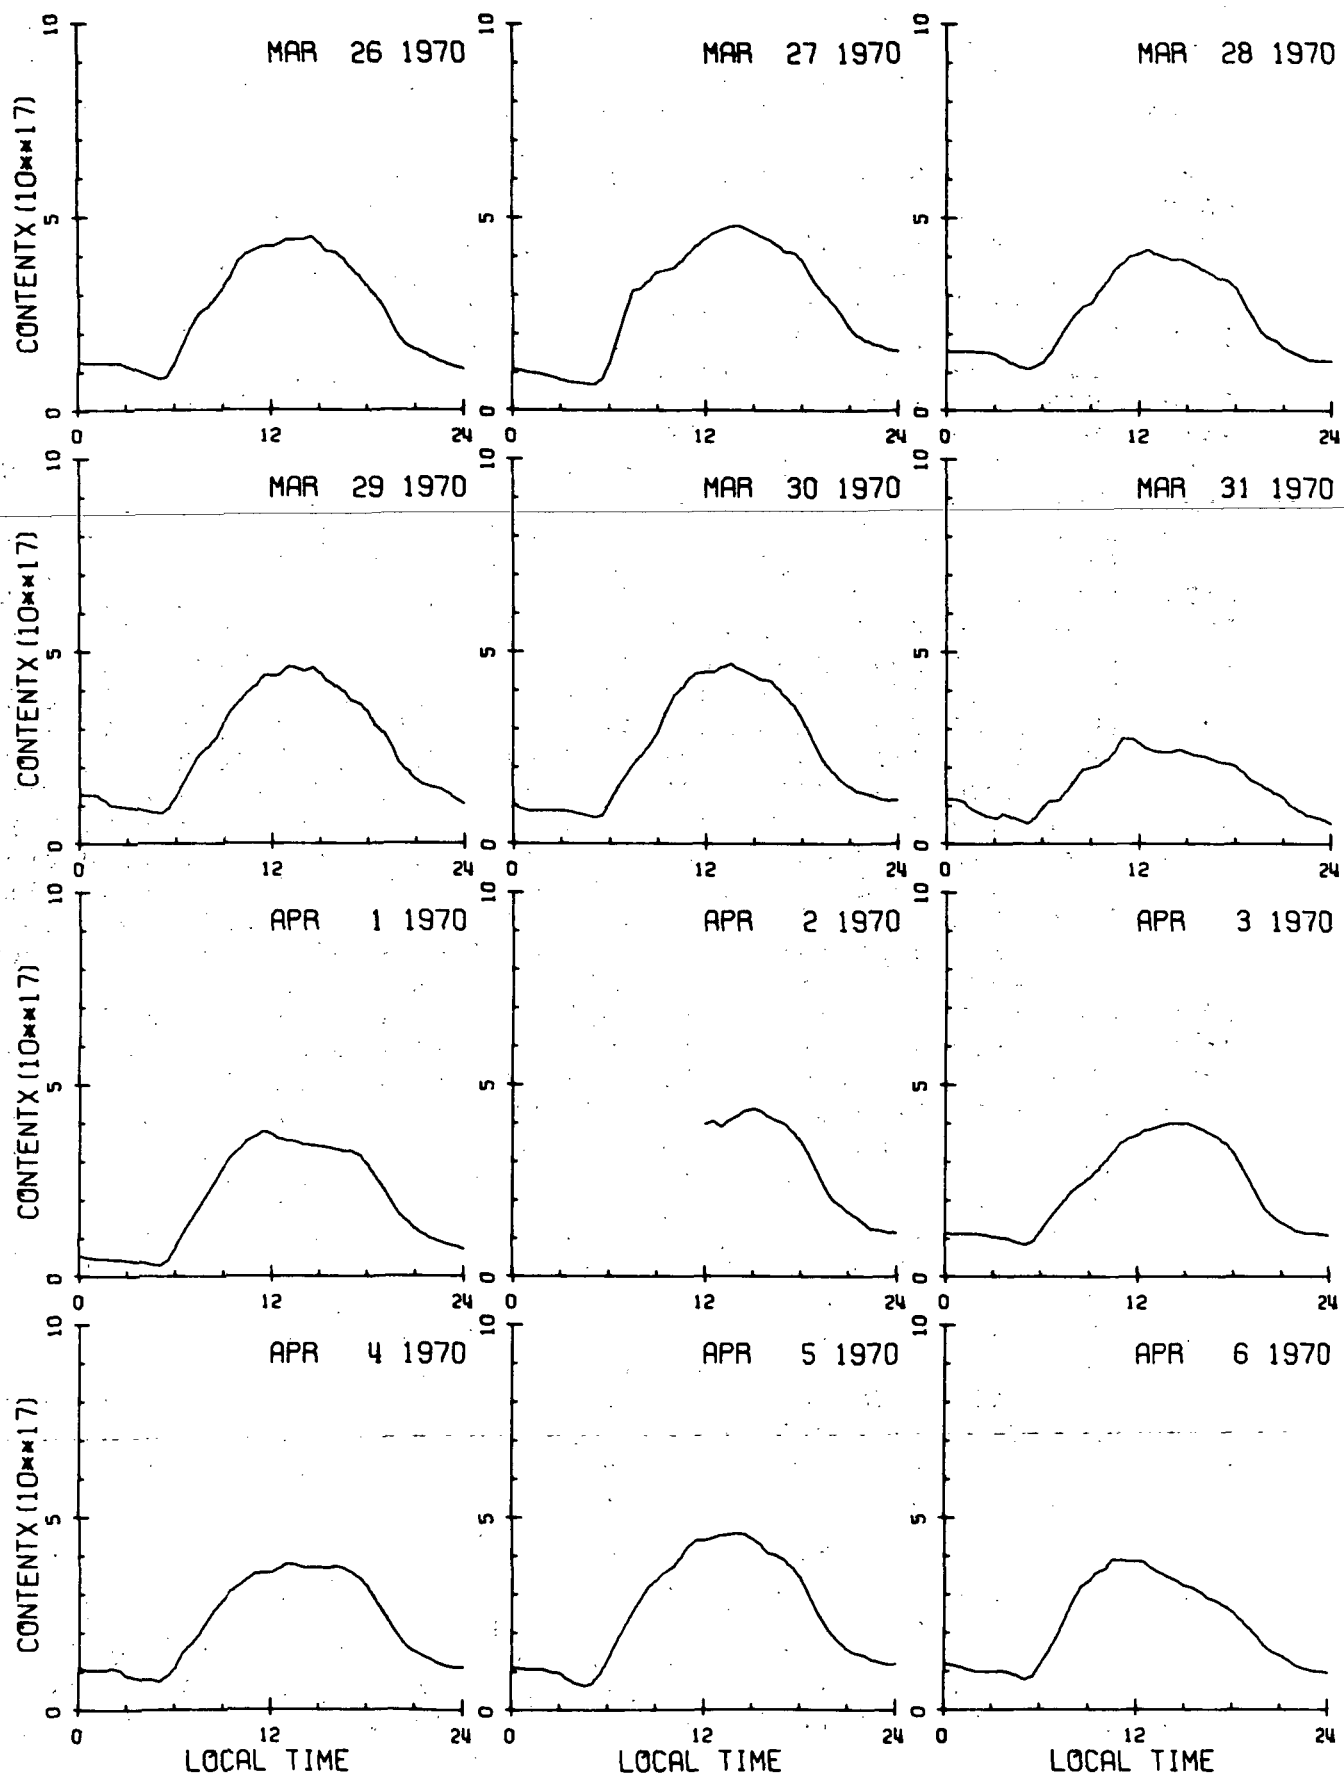 10
MAR 26 1970
10
MAR 27 1970
10
MAR 28 1970
CONTENTX (10**17)
5
5
5
0
0
0
0 12 24
0 12 24
0 12 24
10
MAR 29 1970
10
MAR 30 1970
10
MAR 31 1970
CONTENTX (10**17)
5
5
5
0
0
0
0 12 24
0 12 24
0 12 24
10
APR 1 1970
10
APR 2 1970
10
APR 3 1970
CONTENTX (10**17)
5
5
5
0
0
0
0 12 24
0 12 24
0 12 24
10
APR 4 1970
10
APR 5 1970
10
APR 6 1970
CONTENTX (10**17)
5
5
5
0
0
0
0 12 24
0 12 24
0 12 24
LOCAL TIME
LOCAL TIME
LOCAL TIME